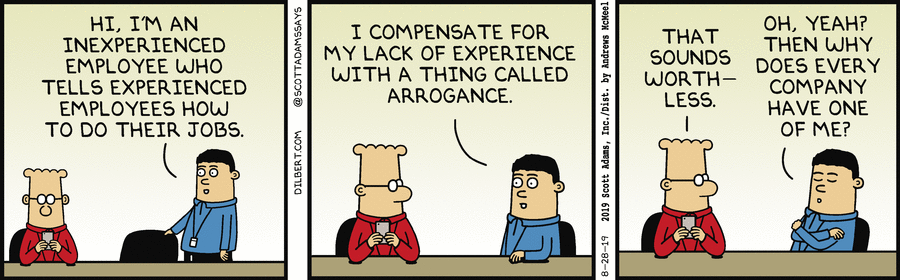 HI, I'M AN
INEXPERIENCED
EMPLOYEE WHO
TELLS EXPERIENCED
EMPLOYEES HOW
TO DO THEIR JOBS.
DILBERT.COM @SCOTTADAMSSAYS
I COMPENSATE FOR
MY LACK OF EXPERIENCE
WITH A THING CALLED
ARROGANCE.
8-28-19 2019 Scott Adams, Inc./Dist. by Andrews McMeel
THAT
SOUNDS
WORTH-
LESS.
OH, YEAH?
THEN WHY
DOES EVERY
COMPANY
HAVE ONE
OF ME?